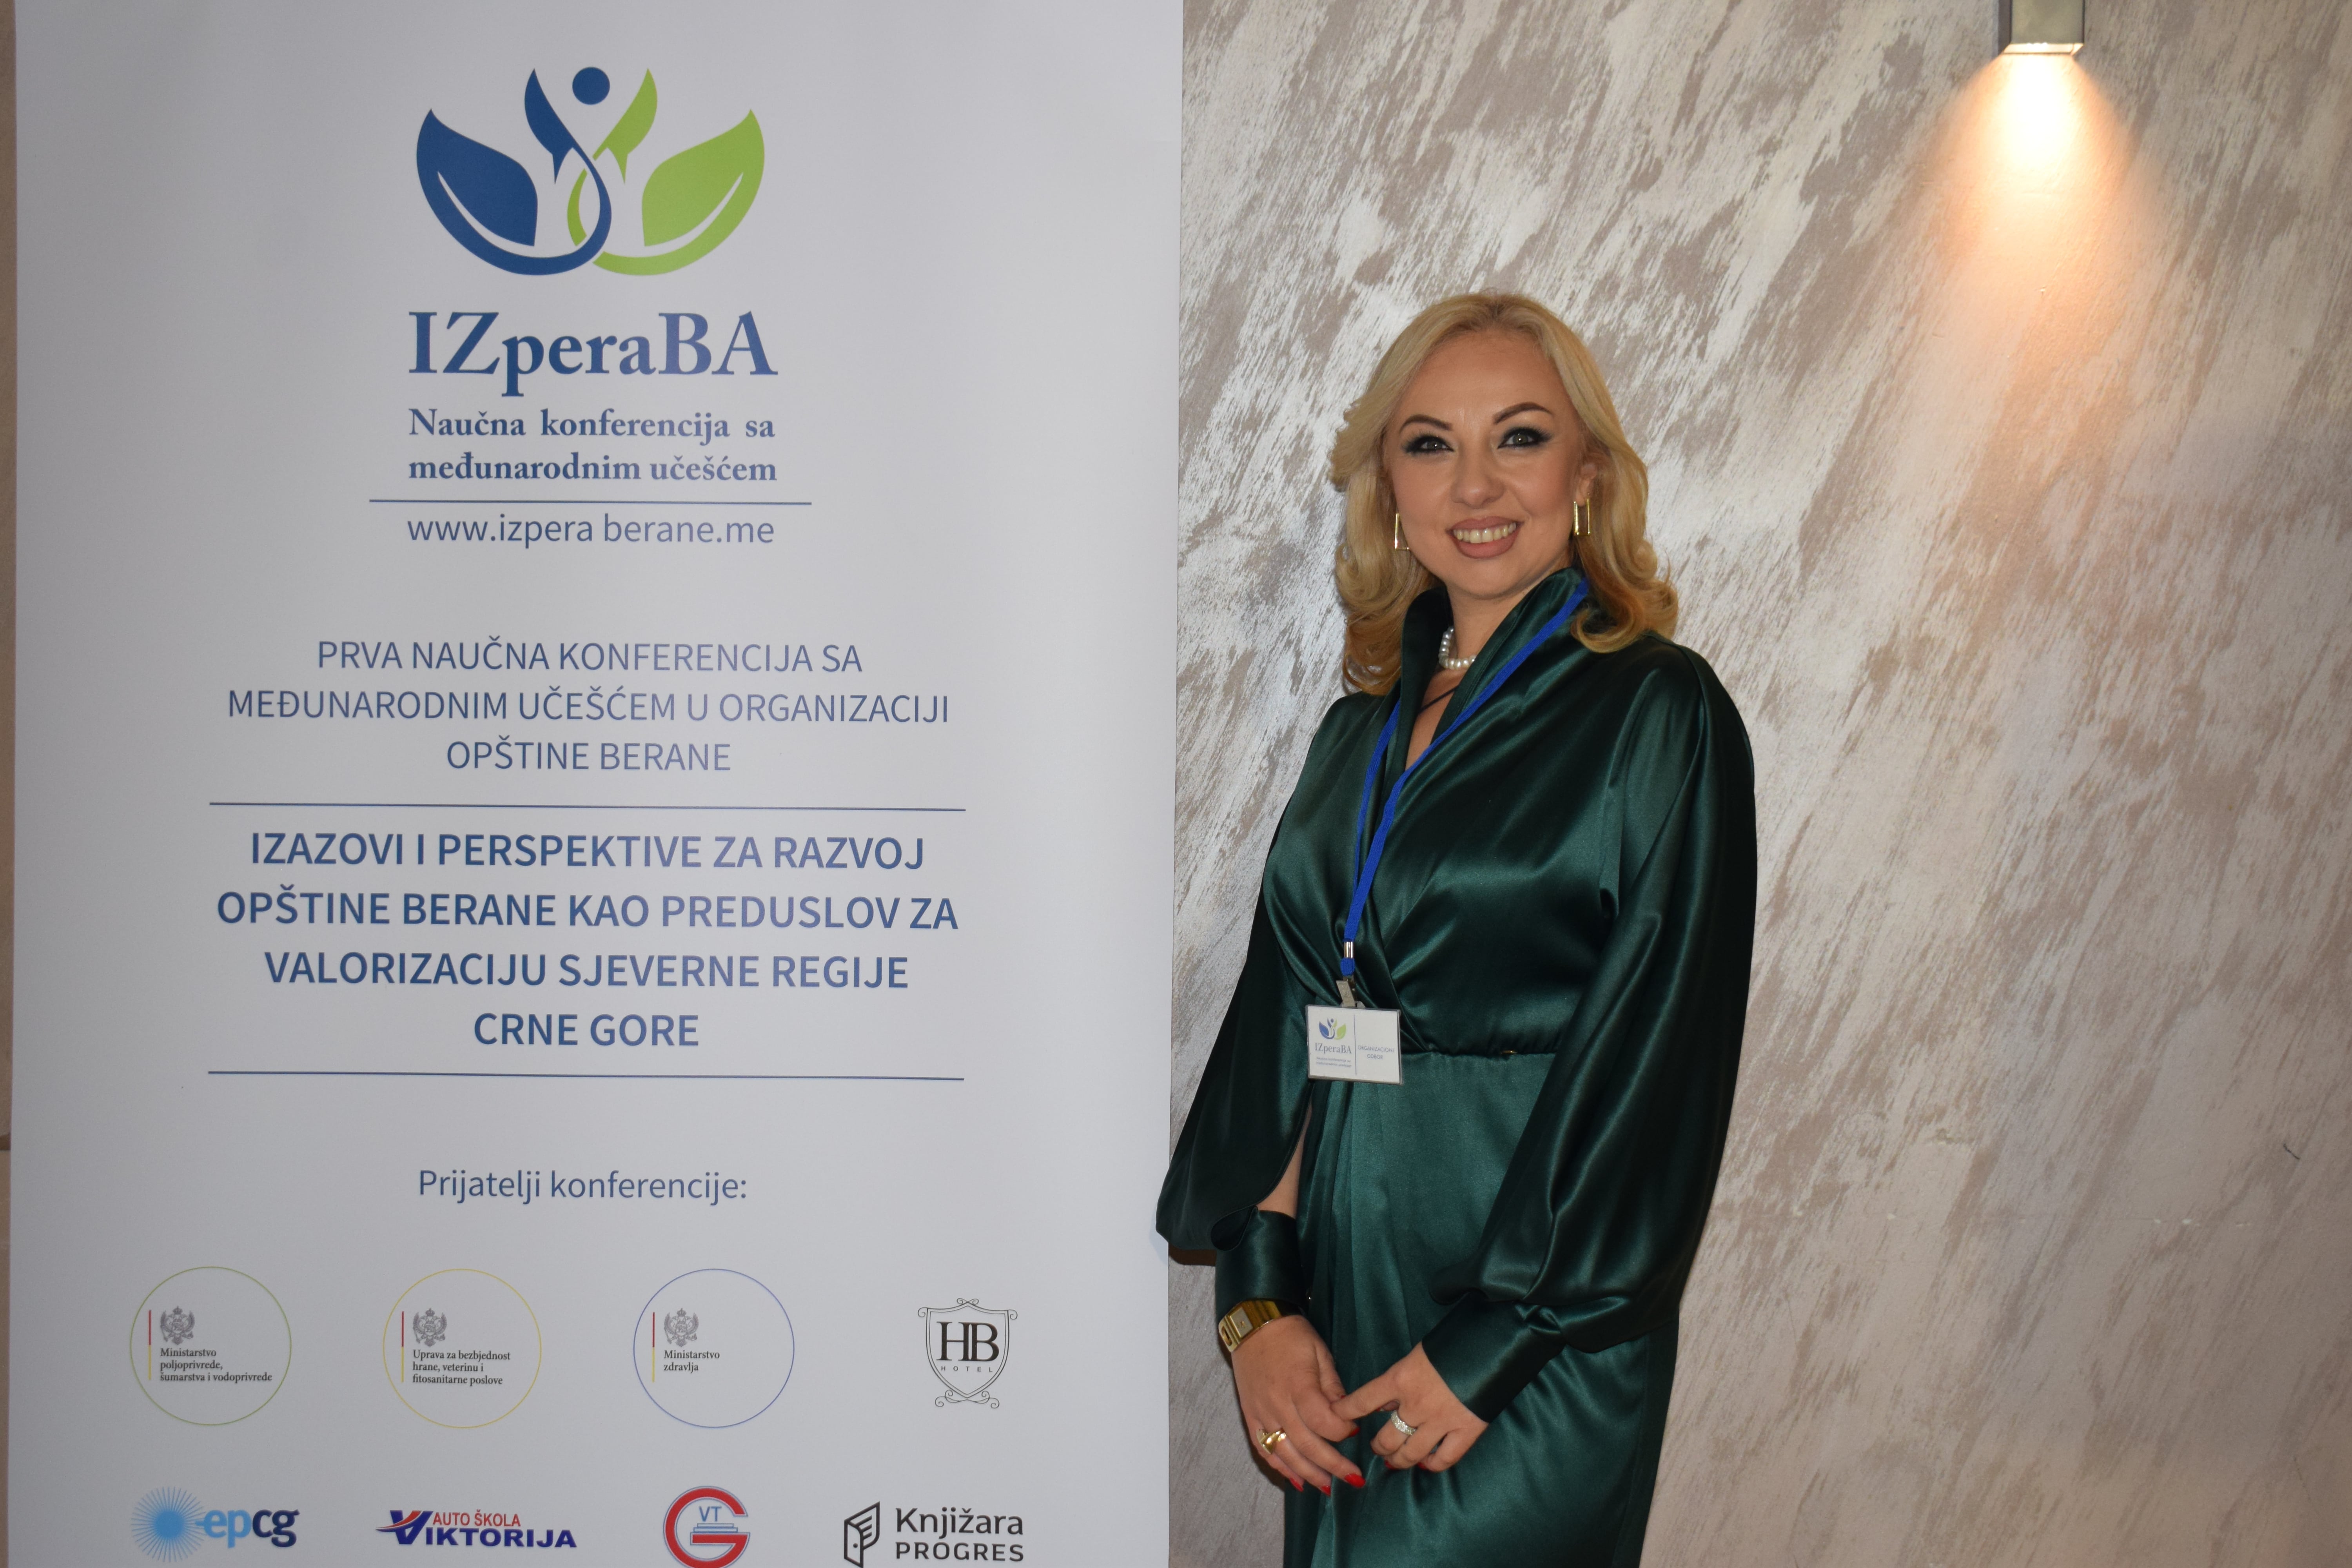 IZperaBA
Naučna konferencija sa
međunarodnim učešćem
www.izpera berane.me
PRVA NAUČNA KONFERENCIJA SA
MEĐUNARODNIM UČEŠĆEM U ORGANIZACIJI
OPŠTINE BERANE
IZAZOVI I PERSPEKTIVE ZA RAZVOJ
OPŠTINE BERANE KAO PREDUSLOV ZA
VALORIZACIJU SJEVERNE REGIJE
CRNE GORE
Prijatelji konferencije:
Ministarstvo
poljoprivrede,
šumarstva i vodoprivrede
Uprava za bezbjednost
hrane, veterinu i
fitosanitarne poslove
Ministarstvo
zdravlja
HB
HOTEL
epcg
AUTO ŠKOLA
VIKTORIJA
VT
G
Knjižara
PROGRES
IZperaBA
ORGANIZACIONI
ODBOR